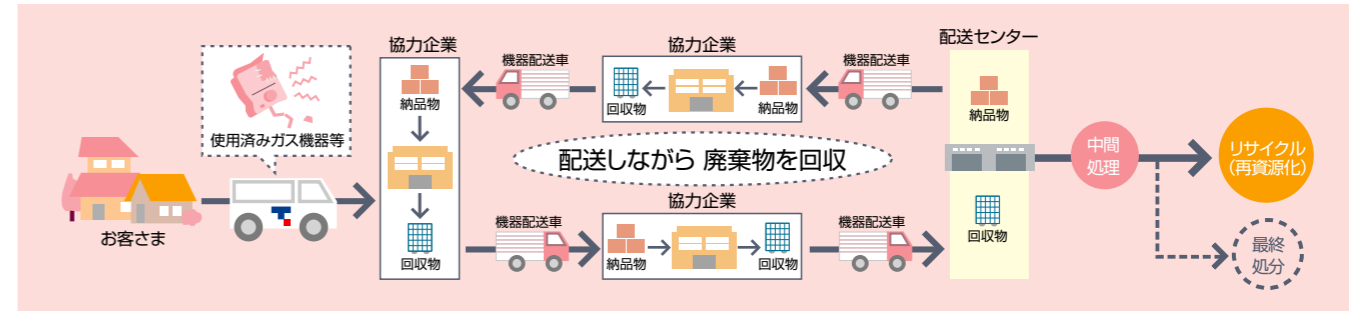 使用済みガス機器等
お客さま
協力企業
納品物
回収物
機器配送車
協力企業
回収物
納品物
機器配送車
配送センター
納品物
回収物
配送しながら 廃棄物を回収
機器配送車
協力企業
納品物
回収物
機器配送車
中間
処理
リサイクル
(再資源化)
最終
処分